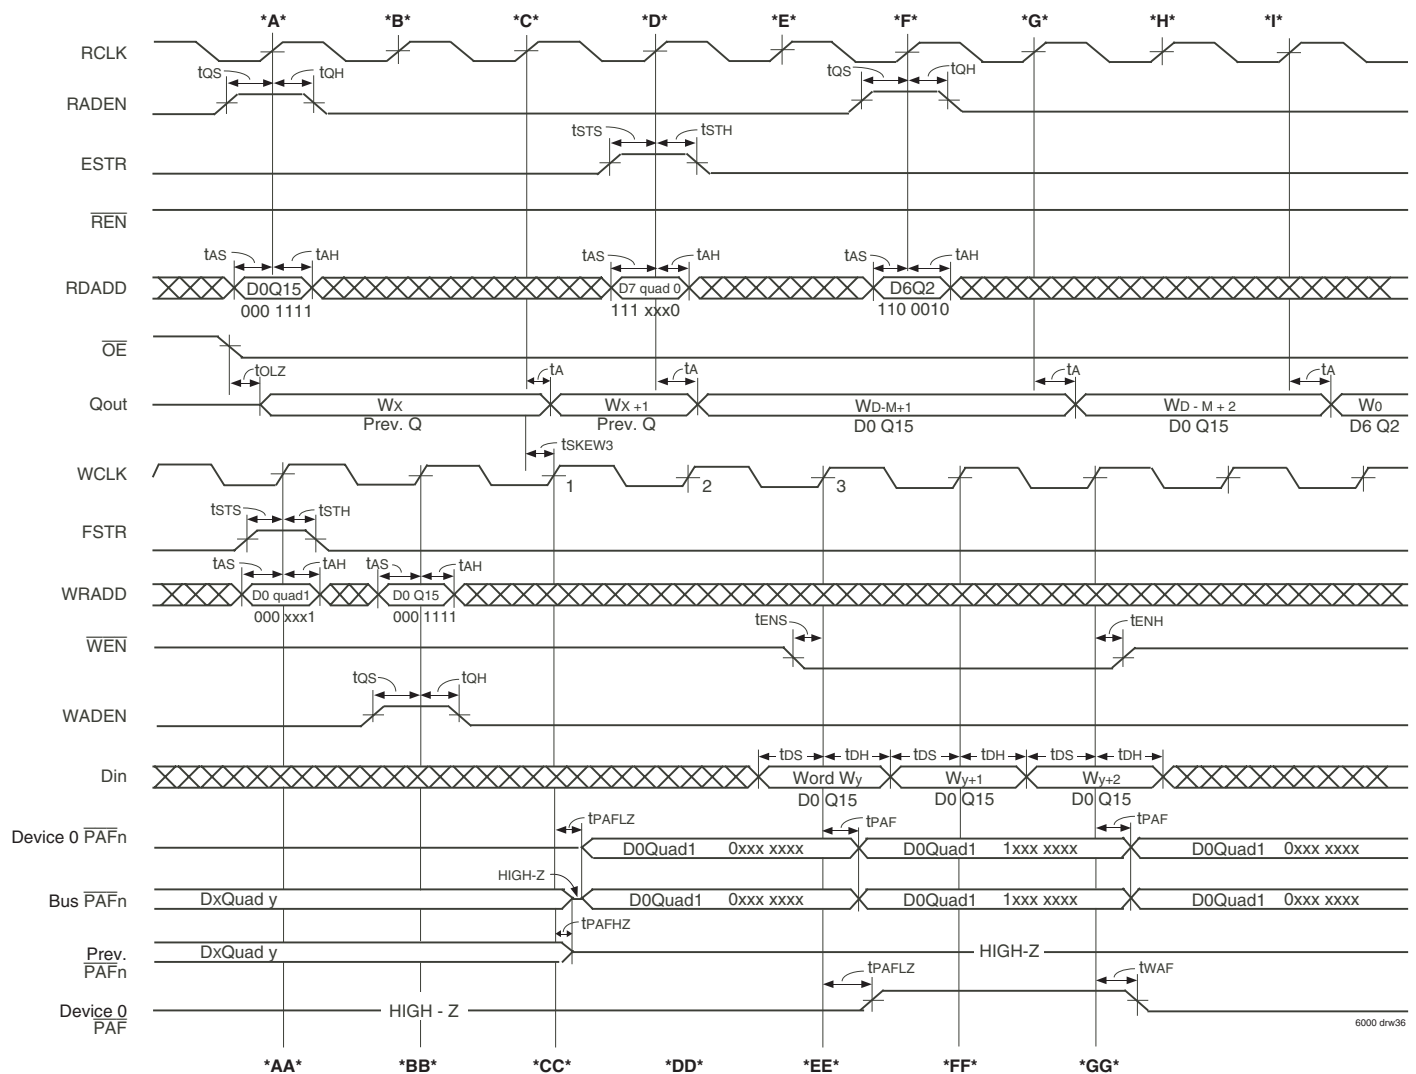 *A* *B* *C* *D* *E* *F* *G* *H* *I*
RCLK
tQS tQH tQS tQH
RADEN
tSTS tSTH
ESTR
REN
tAS tAH tAS tAH tAS tAH
RDADD D0Q15 D7 quad 0 D6Q2
000 1111 111 xxx0 110 0010
OE
tOLZ tA tA tA tA
Qout WX WX +1 WD-M+1 WD - M + 2 W0
Prev. Q Prev. Q D0 Q15 D0 Q15 D6 Q2
tSKEW3
WCLK 1 2 3
tSTS tSTH
FSTR
tAS tAH tAS tAH
WRADD D0 quad1 D0 Q15
000 xxx1 000 1111
tENS tENH
WEN
tQS tQH
WADEN
tDS tDH tDS tDH tDS tDH
Din Word Wy Wy+1 Wy+2
D0 Q15 D0 Q15 D0 Q15
tPAFLZ tPAF tPAF
Device 0 PAFn D0Quad1 0xxx xxxx D0Quad1 1xxx xxxx D0Quad1 0xxx xxxx
HIGH-Z
Bus PAFn DxQuad y D0Quad1 0xxx xxxx D0Quad1 1xxx xxxx D0Quad1 0xxx xxxx
tPAFHZ
Prev. DxQuad y HIGH-Z
PAFn
tPAFLZ tWAF
Device 0 HIGH - Z
PAF
6000 drw36
*AA* *BB* *CC* *DD* *EE* *FF* *GG*